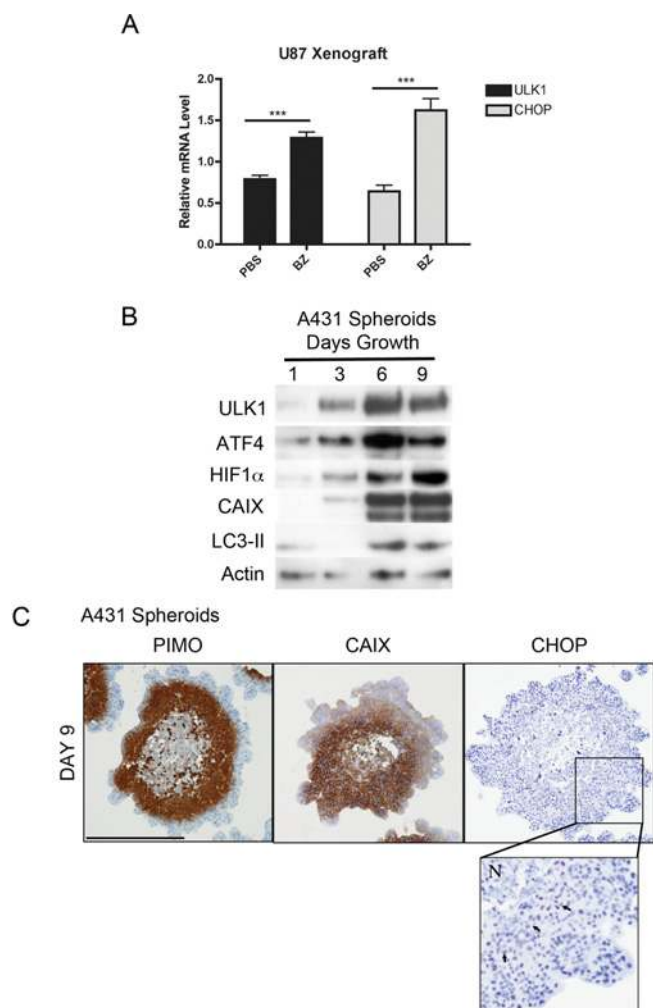 A
U87 Xenograft
Relative mRNA Level
2.0
1.5
1.0
0.5
0.0
***
***
ULK1
CHOP
PBS
BZ
PBS
BZ
B
A431 Spheroids
Days Growth
1 3 6 9
ULK1
ATF4
HIF1α
CAIX
LC3-II
Actin
C A431 Spheroids
PIMO CAIX CHOP
DAY 9
N